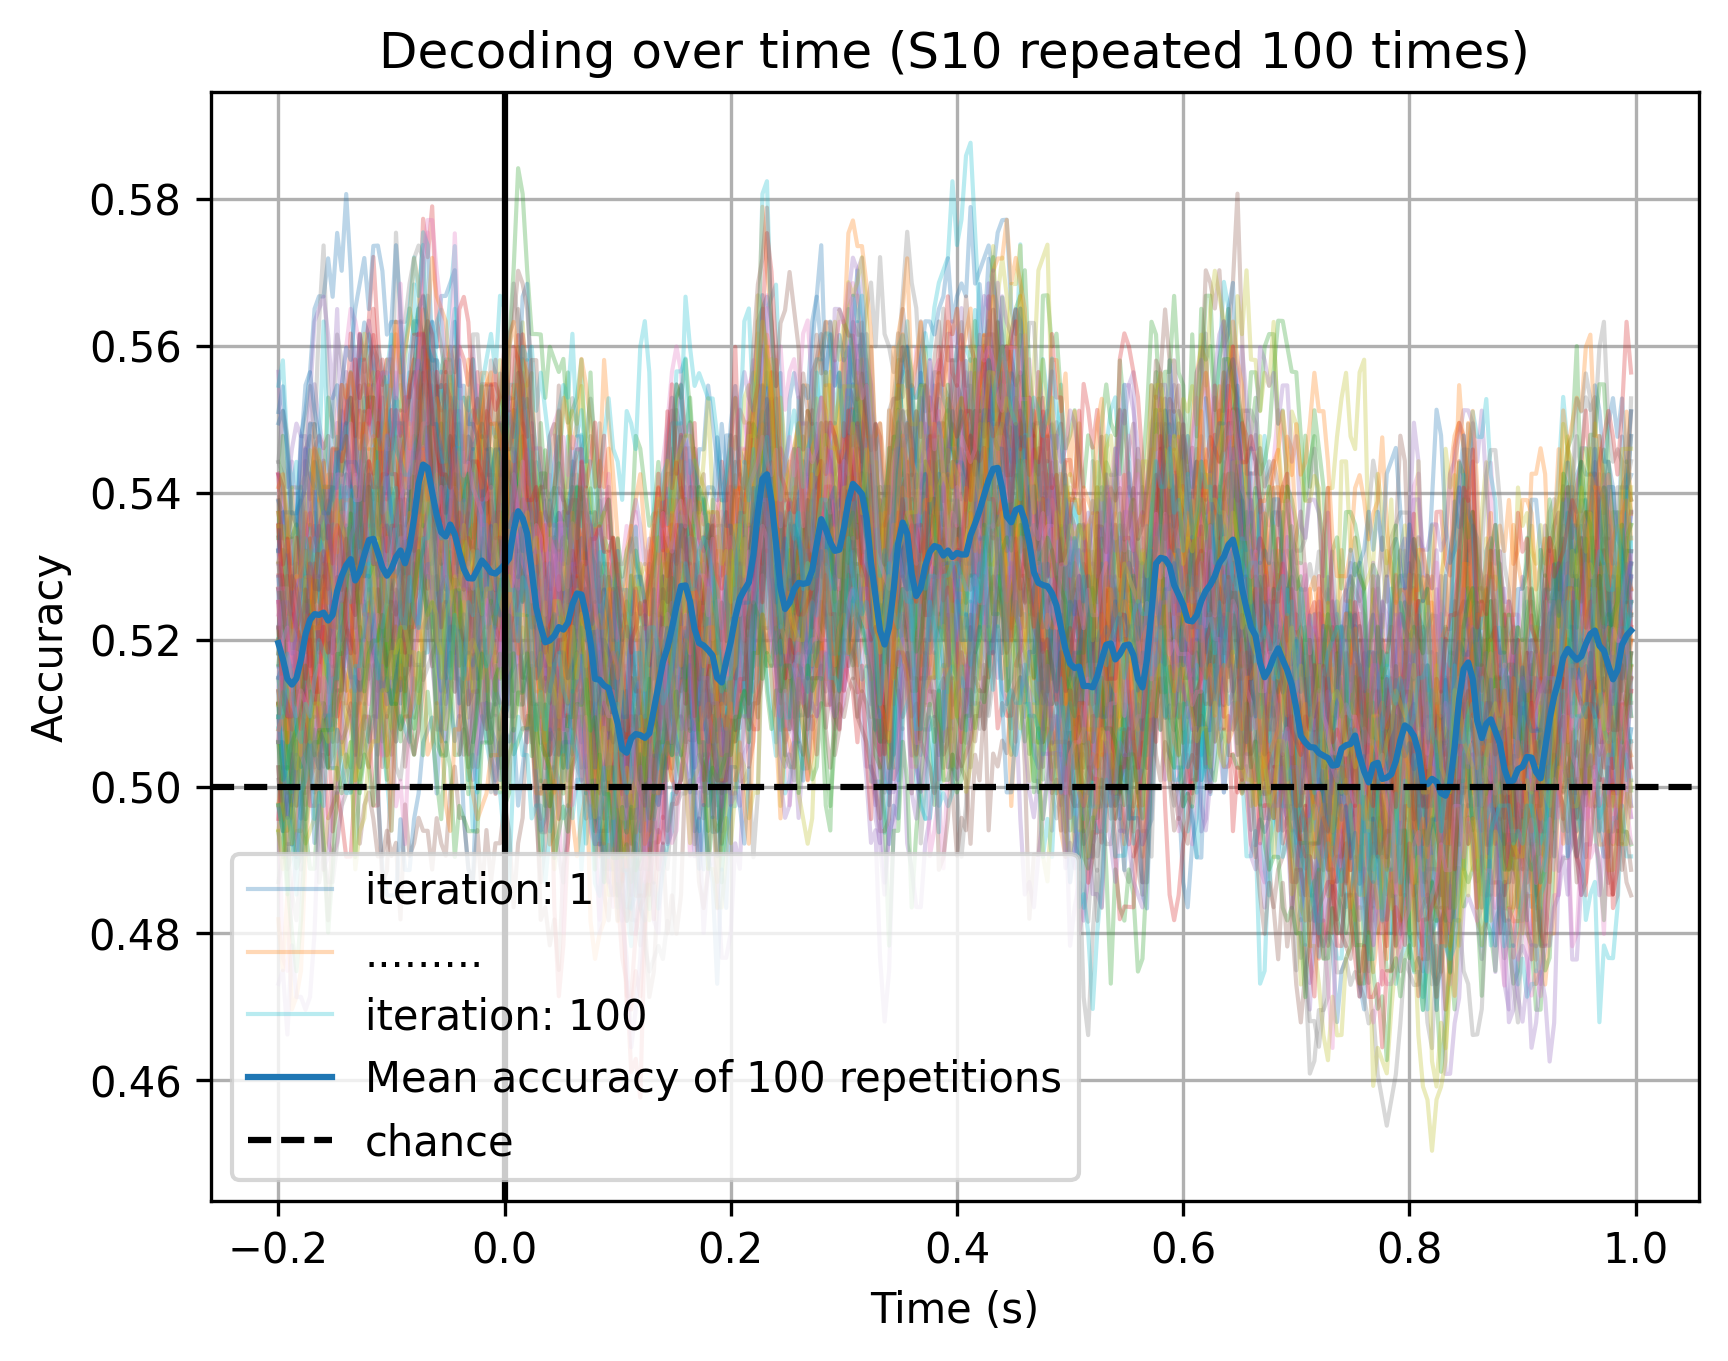 Decoding over time (S10 repeated 100 times)
Accuracy
0.58
0.56
0.54
0.52
0.50
0.48
0.46
iteration: 1
.........
iteration: 100
Mean accuracy of 100 repetitions
chance
−0.2 0.0 0.2 0.4 0.6 0.8 1.0
Time (s)